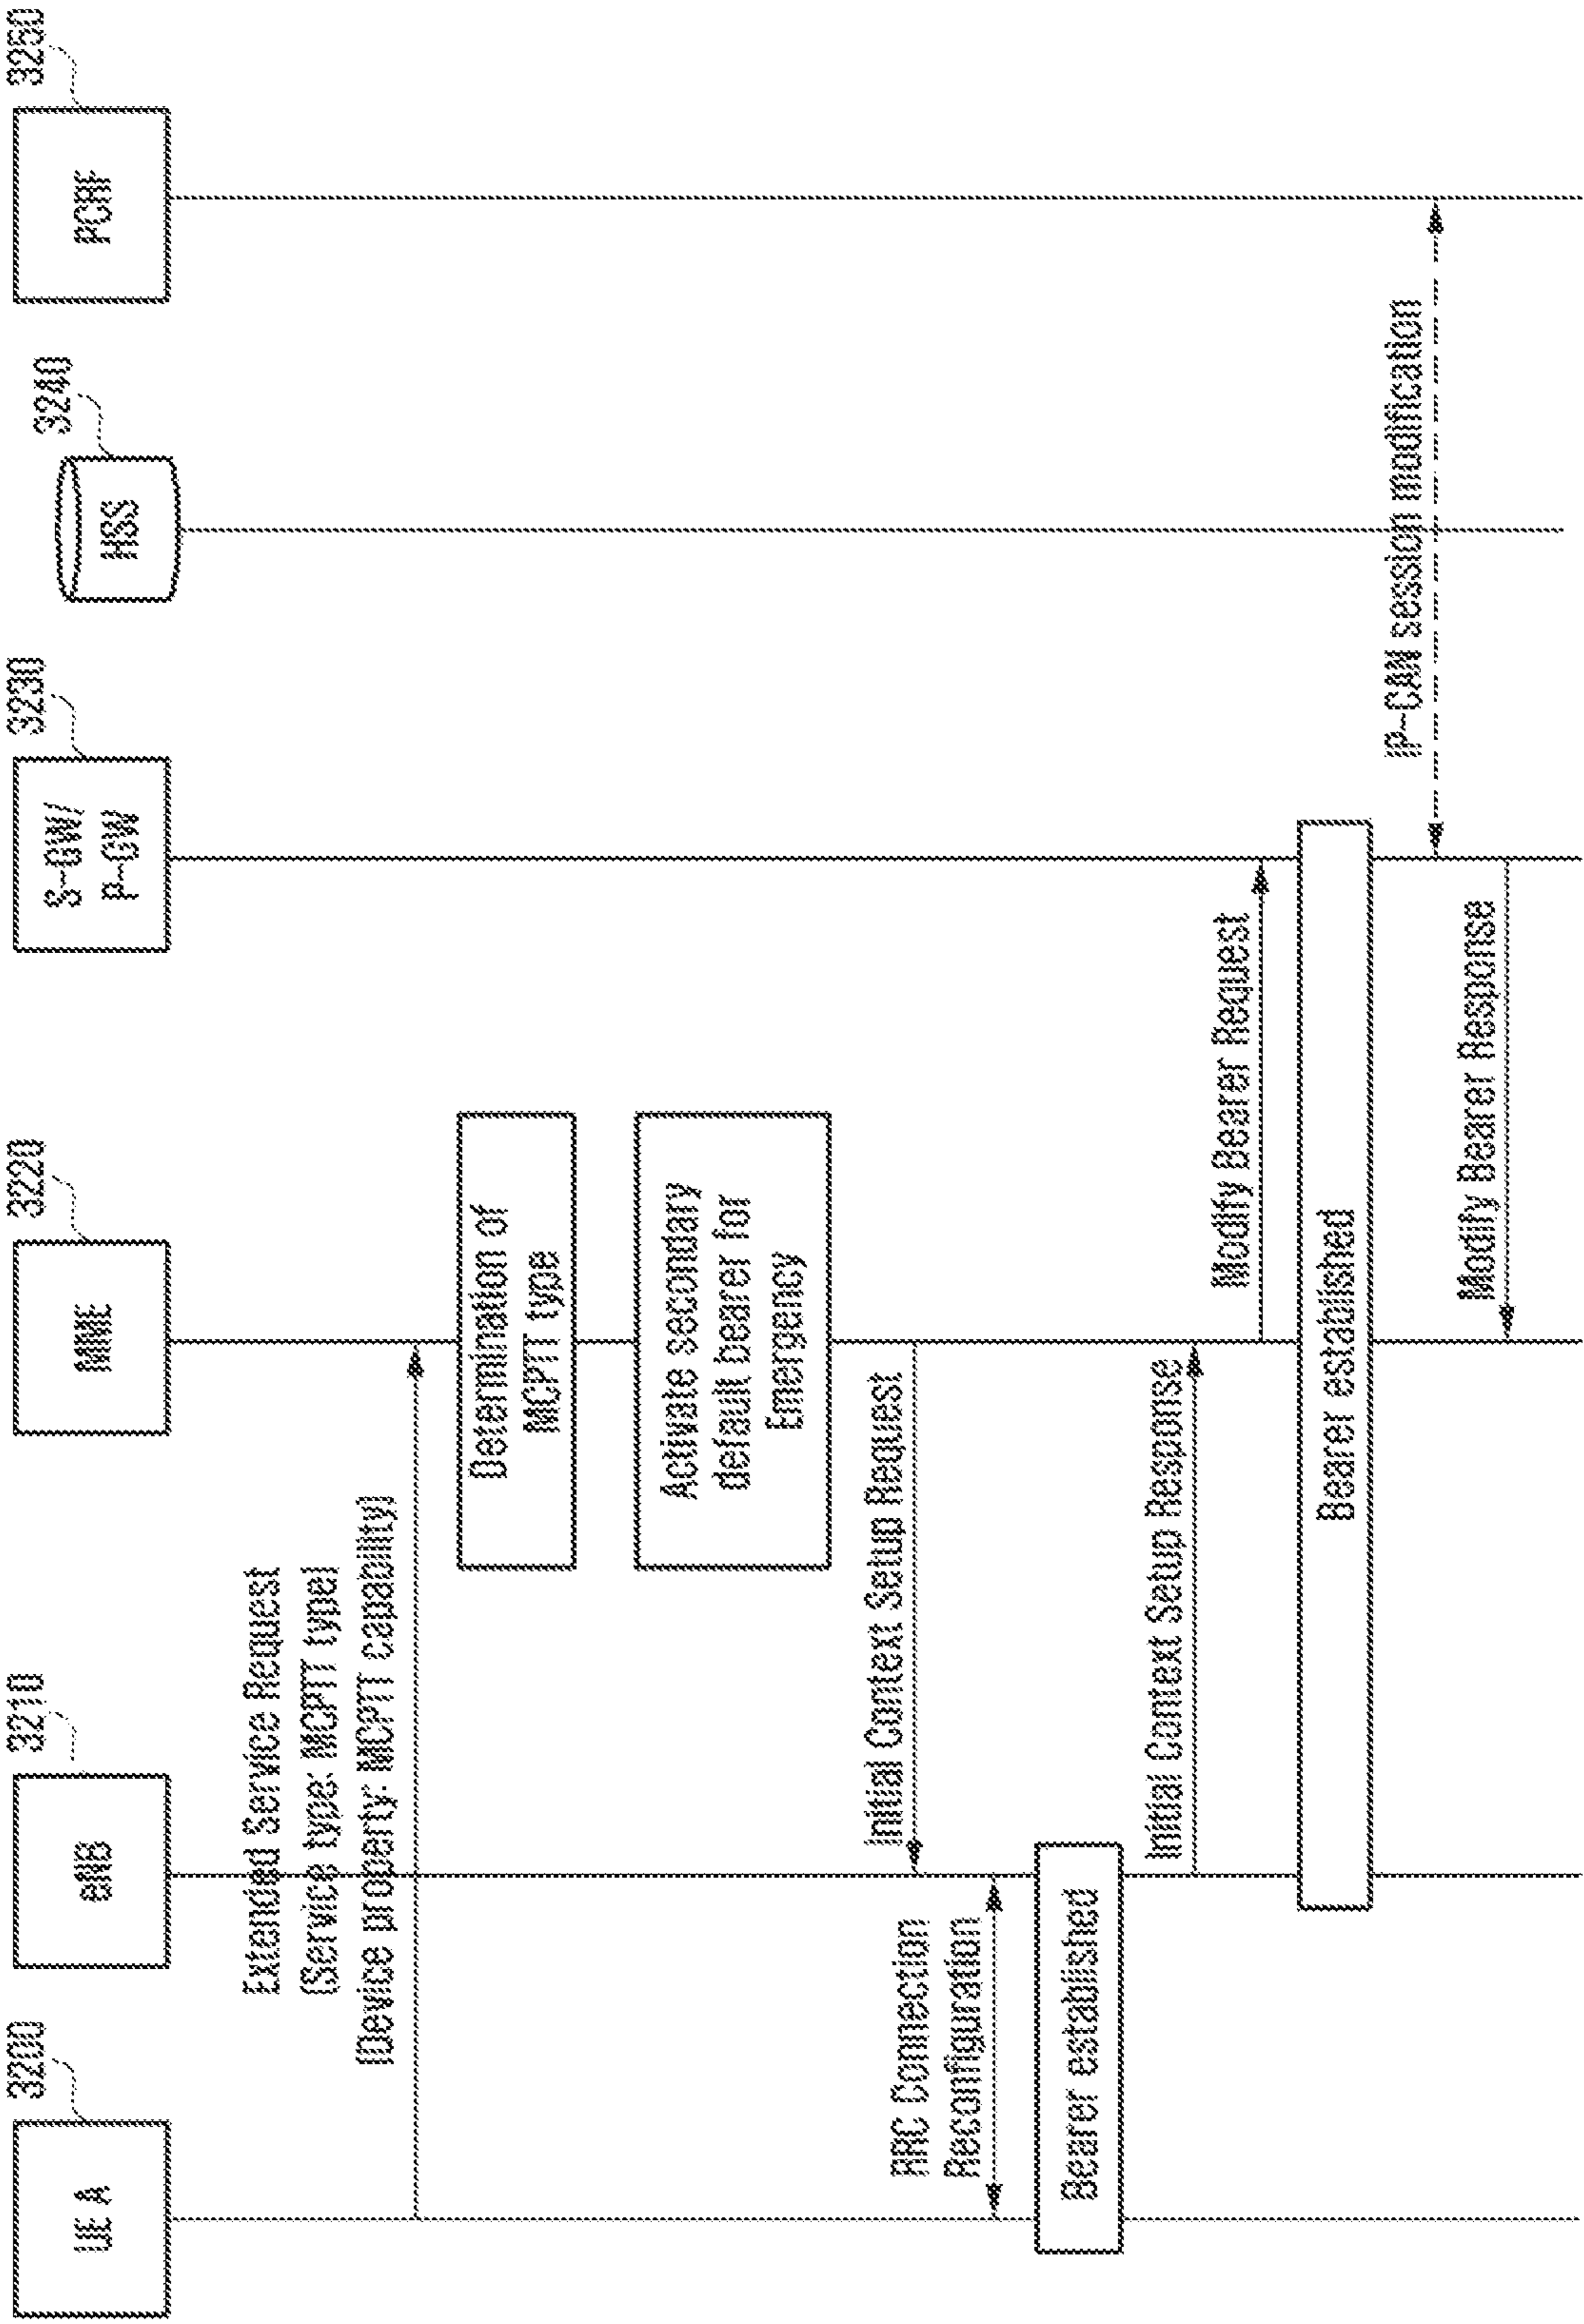 3200
3210
3220
3230
3240
3250
UE A
eNB
MME
S-GW/
P-GW
HSS
PCRF
Extended Service Request
(Service type: MCPTT type)
(Device property: MCPTT capability)
Determination of
MCPTT type
Activate secondary
default bearer for
Emergency
Initial Context Setup Request
RRC Connection
Reconfiguration
Bearer established
Initial Context Setup Response
Modify Bearer Request
Bearer established
IP-CAN session modification
Modify Bearer Response